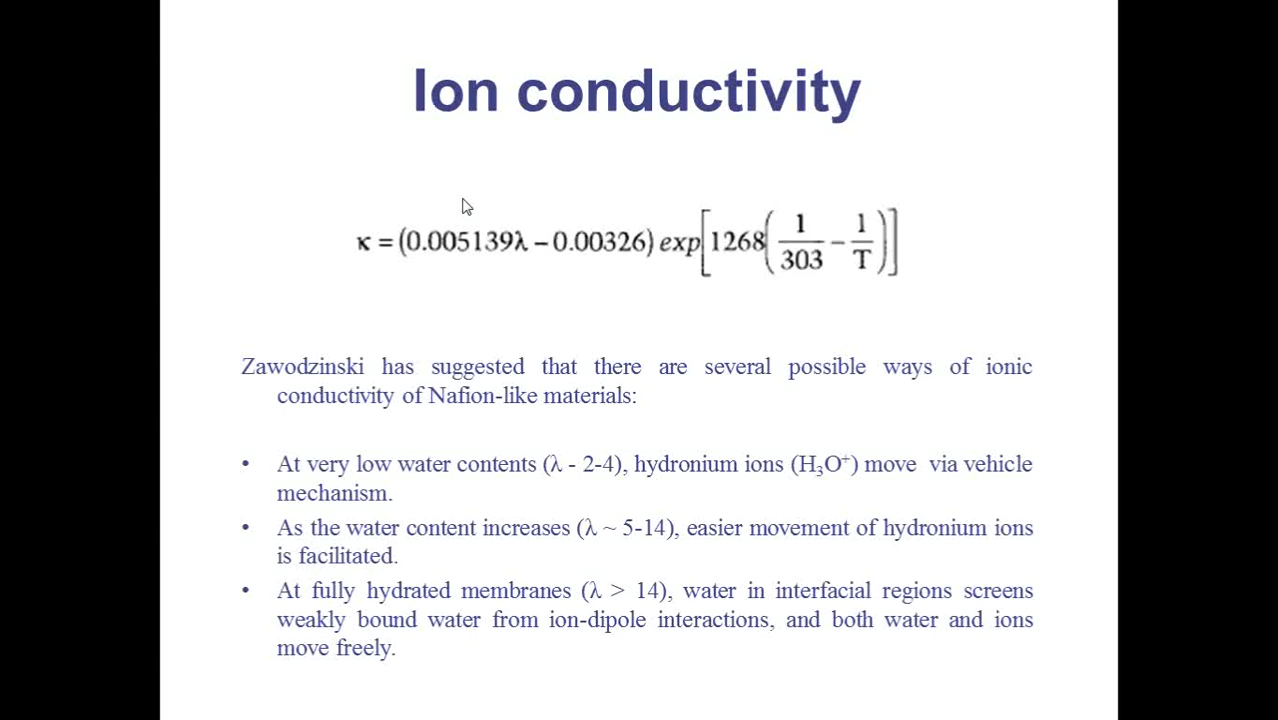 Ion conductivity
κ = (0.005139λ – 0.00326) exp[1268(1/303 – 1/T)]
Zawodzinski has suggested that there are several possible ways of ionic
conductivity of Nafion-like materials:
• At very low water contents (λ - 2-4), hydronium ions (H₃O⁺) move via vehicle
mechanism.
• As the water content increases (λ ~ 5-14), easier movement of hydronium ions
is facilitated.
• At fully hydrated membranes (λ > 14), water in interfacial regions screens
weakly bound water from ion-dipole interactions, and both water and ions
move freely.